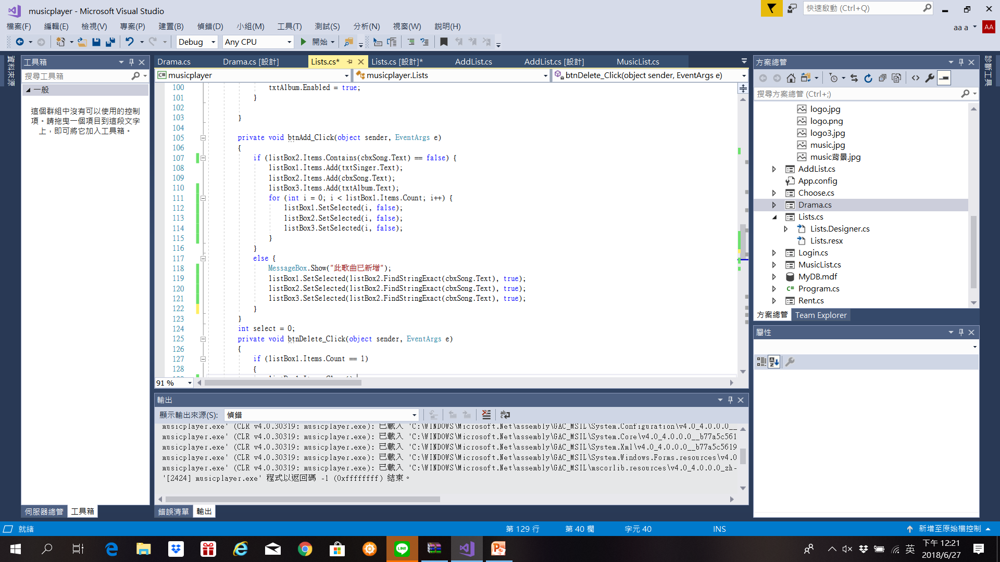 musicplayer - Microsoft Visual Studio
快速啟動 (Ctrl+Q)
檔案(F) 編輯(E) 檢視(V) 專案(P) 建置(B) 偵錯(D) 小組(M) 工具(T) 測試(S) 分析(N) 視窗(W) 說明(H)
aa a AA
Debug Any CPU 開始
資料來源
工具箱
搜尋工具箱
一般
這個群組中沒有可以使用的控制
項。請拖曳一個項目到這段文字
上，即可將它加入工具箱。
伺服器總管 工具箱
Drama.cs Drama.cs [設計] Lists.cs* Lists.cs [設計]* AddList.cs AddList.cs [設計] MusicList.cs
musicplayer musicplayer.Lists btnDelete_Click(object sender, EventArgs e)
100 txtAlbum.Enabled = true;
101 }
102
103 }
104
105 private void btnAdd_Click(object sender, EventArgs e)
106 {
107 if (listBox2.Items.Contains(cbxSong.Text) == false) {
108 listBox1.Items.Add(txtSinger.Text);
109 listBox2.Items.Add(cbxSong.Text);
110 listBox3.Items.Add(txtAlbum.Text);
111 for (int i = 0; i < listBox1.Items.Count; i++) {
112 listBox1.SetSelected(i, false);
113 listBox2.SetSelected(i, false);
114 listBox3.SetSelected(i, false);
115 }
116 }
117 else {
118 MessageBox.Show("此歌曲已新增");
119 listBox1.SetSelected(listBox2.FindStringExact(cbxSong.Text), true);
120 listBox2.SetSelected(listBox2.FindStringExact(cbxSong.Text), true);
121 listBox3.SetSelected(listBox2.FindStringExact(cbxSong.Text), true);
122 }
123 }
124 int select = 0;
125 private void btnDelete_Click(object sender, EventArgs e)
126 {
127 if (listBox1.Items.Count == 1)
128 {
91 %
輸出
顯示輸出來源(S): 偵錯
musicplayer.exe' (CLR v4.0.30319: musicplayer.exe): 已載入 'C:\WINDOWS\Microsoft.Net\assembly\GAC_MSIL\System.Configuration\v4.0_4.0.0.0__
musicplayer.exe' (CLR v4.0.30319: musicplayer.exe): 已載入 'C:\WINDOWS\Microsoft.Net\assembly\GAC_MSIL\System.Core\v4.0_4.0.0.0__b77a5c561
musicplayer.exe' (CLR v4.0.30319: musicplayer.exe): 已載入 'C:\WINDOWS\Microsoft.Net\assembly\GAC_MSIL\System.Xml\v4.0_4.0.0.0__b77a5c5619
musicplayer.exe' (CLR v4.0.30319: musicplayer.exe): 已載入 'C:\WINDOWS\Microsoft.Net\assembly\GAC_MSIL\System.Windows.Forms.resources\v4.0
musicplayer.exe' (CLR v4.0.30319: musicplayer.exe): 已載入 'C:\WINDOWS\Microsoft.Net\assembly\GAC_MSIL\mscorlib.resources\v4.0_4.0.0.0_zh-
'[2424] musicplayer.exe' 程式以返回碼 -1 (0xffffffff) 結束。
錯誤清單 輸出
方案總管
搜尋方案總管 (Ctrl+;)
logo.jpg
logo.png
logo3.jpg
music.jpg
music背景.jpg
AddList.cs
App.config
Choose.cs
Drama.cs
Lists.cs
Lists.Designer.cs
Lists.resx
Login.cs
MusicList.cs
MyDB.mdf
Program.cs
Rent.cs
方案總管 Team Explorer
屬性
診斷工具
就緒 第 129 行 第 40 欄 字元 40 INS 新增至原始檔控制
LINE
英
下午 12:21
2018/6/27